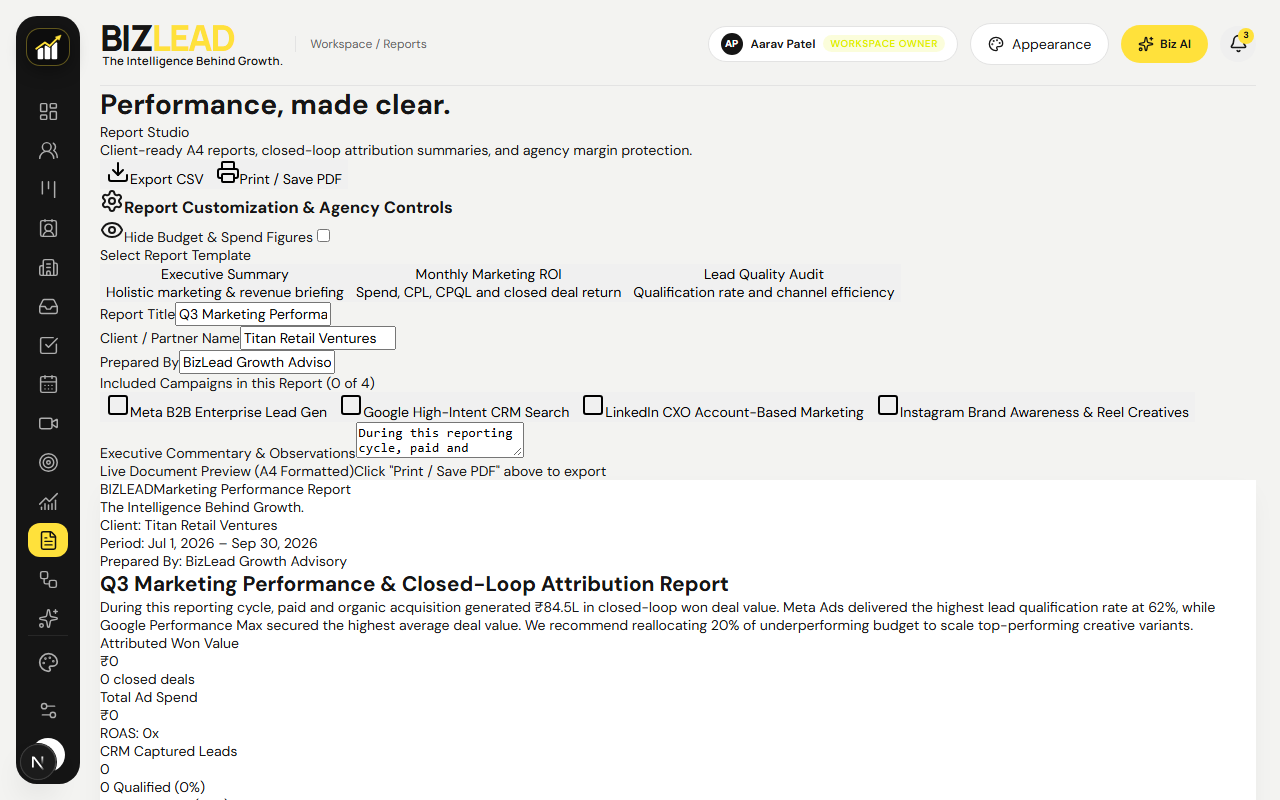 BIZLEAD
The Intelligence Behind Growth.
Workspace / Reports
AP Aarav Patel WORKSPACE OWNER
Appearance
Biz AI
3
Performance, made clear.
Report Studio
Client-ready A4 reports, closed-loop attribution summaries, and agency margin protection.
Export CSV Print / Save PDF
Report Customization & Agency Controls
Hide Budget & Spend Figures
Select Report Template
Executive Summary Monthly Marketing ROI Lead Quality Audit
Holistic marketing & revenue briefing Spend, CPL, CPQL and closed deal return Qualification rate and channel efficiency
Report Title Q3 Marketing Performa
Client / Partner Name Titan Retail Ventures
Prepared By BizLead Growth Adviso
Included Campaigns in this Report (0 of 4)
Meta B2B Enterprise Lead Gen Google High-Intent CRM Search LinkedIn CXO Account-Based Marketing Instagram Brand Awareness & Reel Creatives
During this reporting
cycle, paid and
Executive Commentary & Observations
Live Document Preview (A4 Formatted)Click "Print / Save PDF" above to export
BIZLEADMarketing Performance Report
The Intelligence Behind Growth.
Client: Titan Retail Ventures
Period: Jul 1, 2026 – Sep 30, 2026
Prepared By: BizLead Growth Advisory
Q3 Marketing Performance & Closed-Loop Attribution Report
During this reporting cycle, paid and organic acquisition generated ₹84.5L in closed-loop won deal value. Meta Ads delivered the highest lead qualification rate at 62%, while
Google Performance Max secured the highest average deal value. We recommend reallocating 20% of underperforming budget to scale top-performing creative variants.
Attributed Won Value
₹0
0 closed deals
Total Ad Spend
₹0
ROAS: 0x
CRM Captured Leads
0
0 Qualified (0%)
N